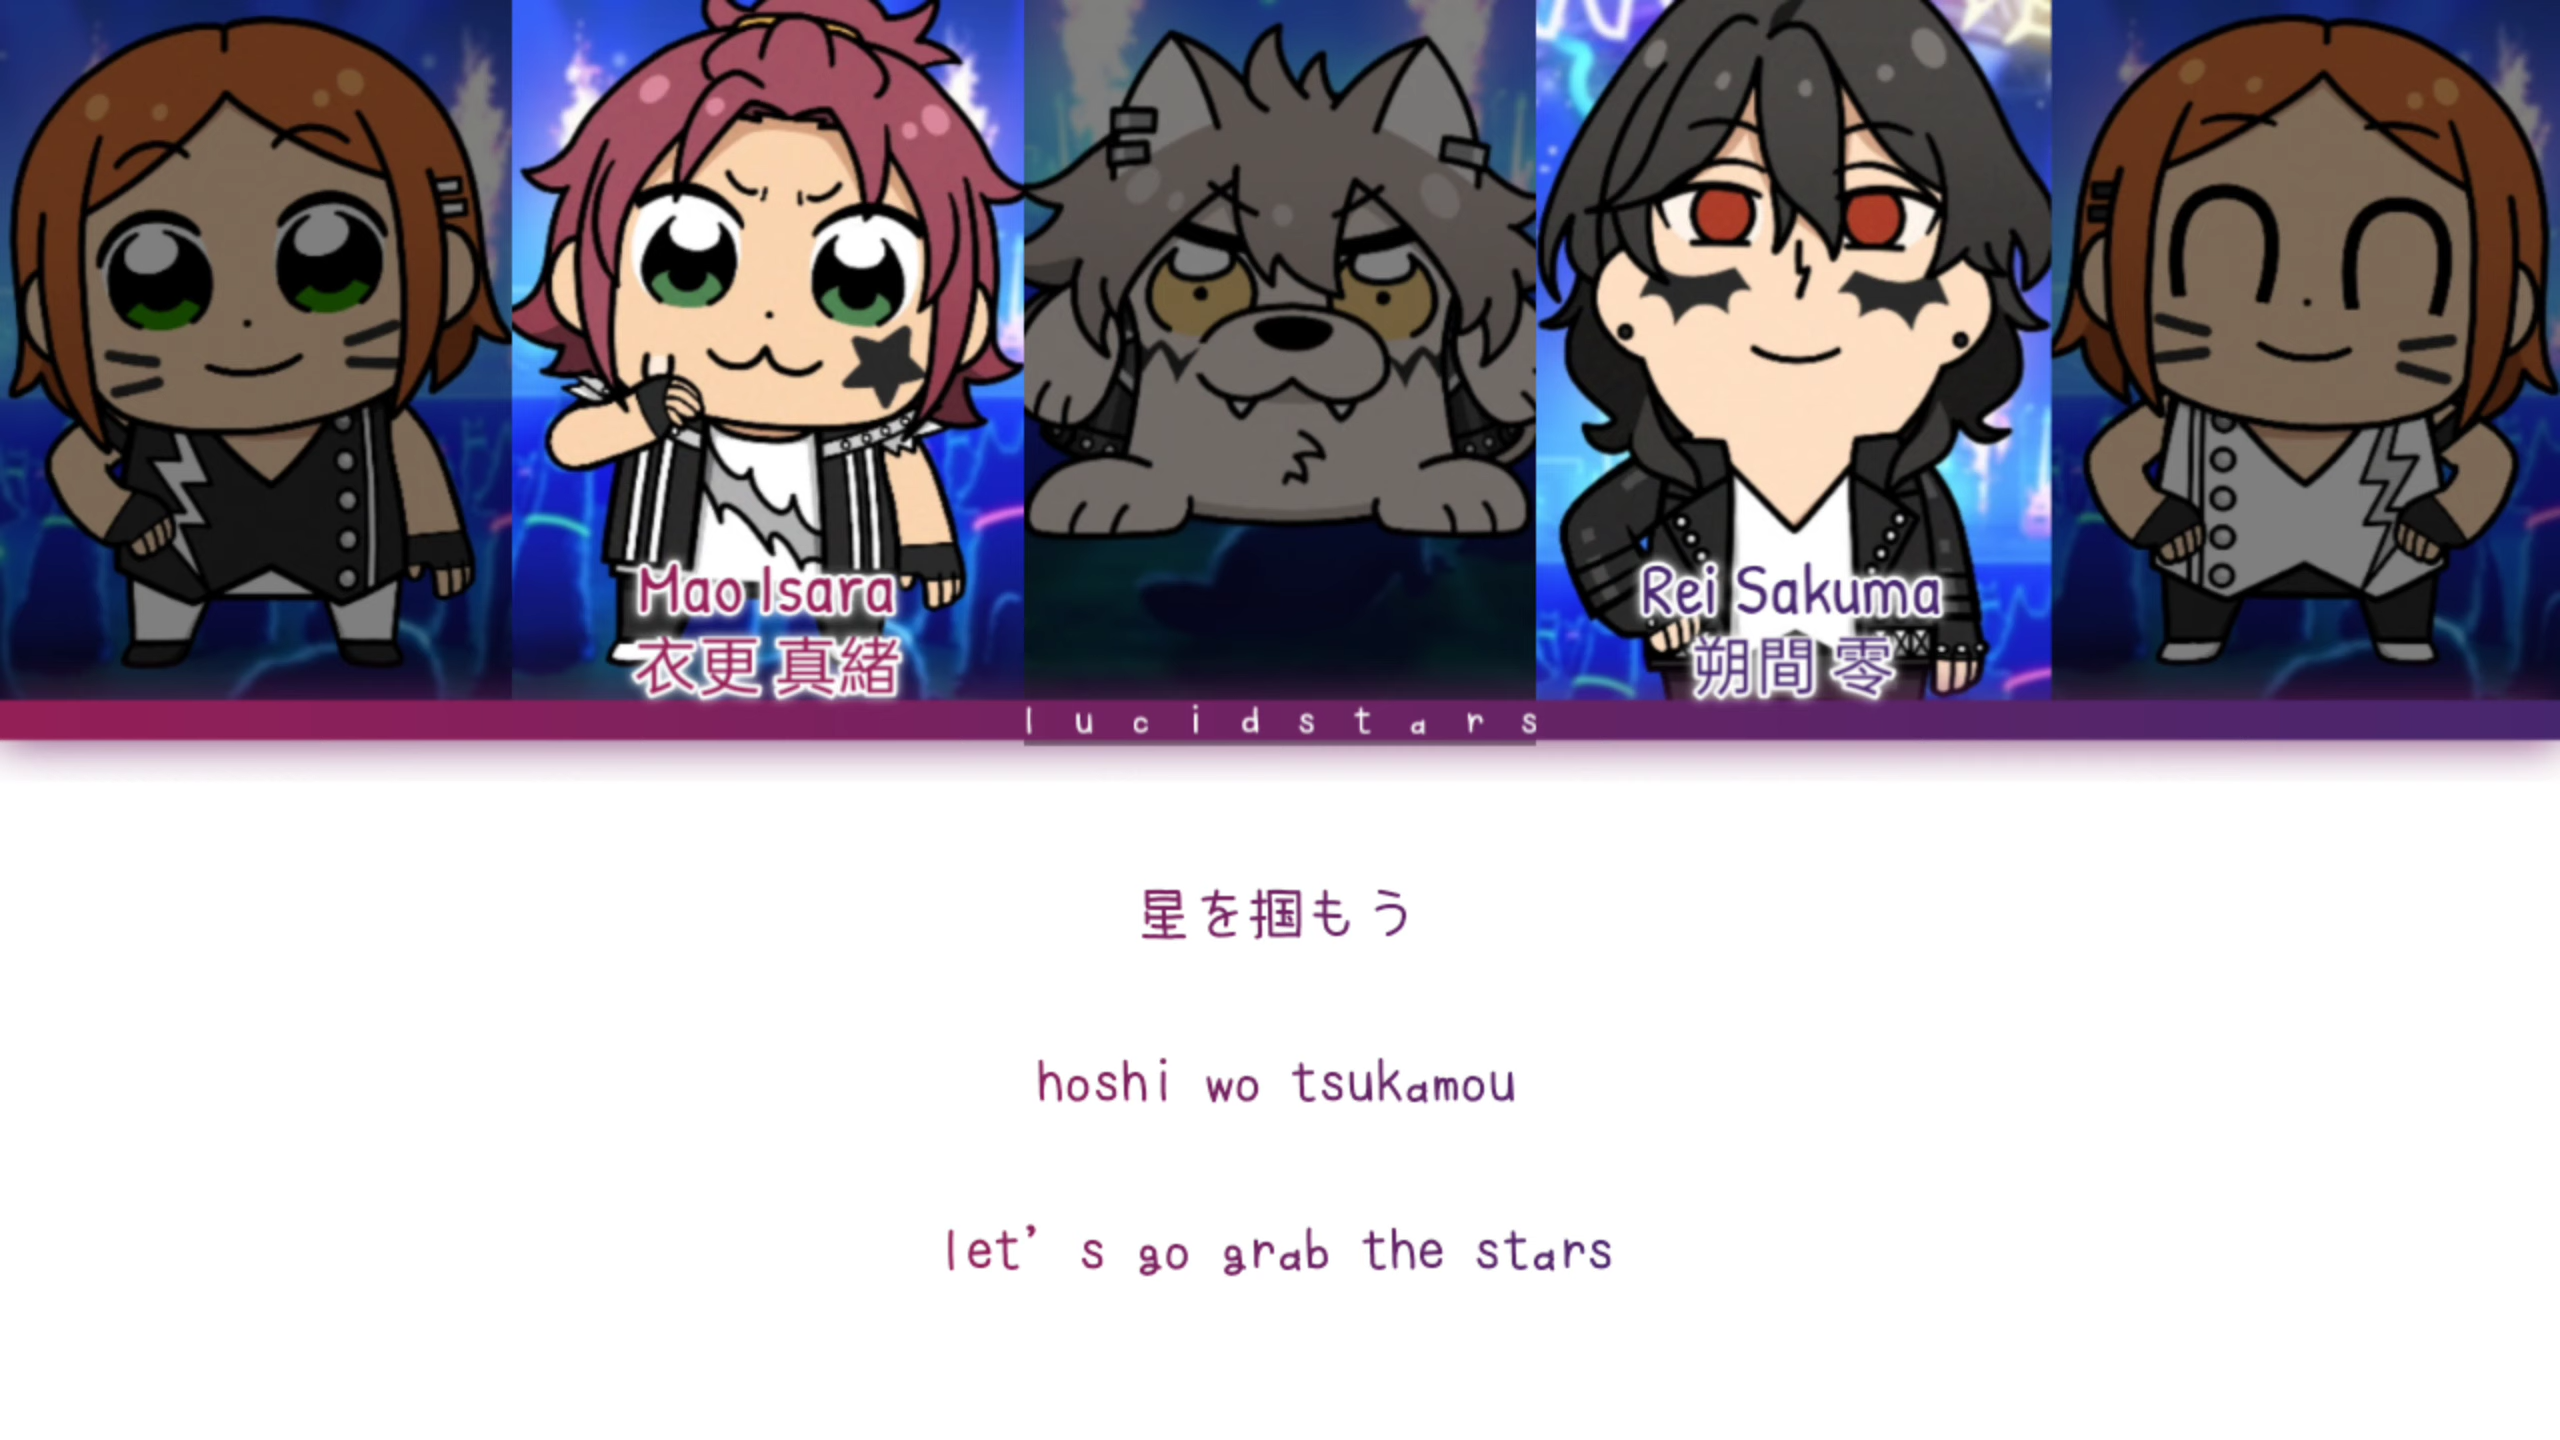 Mao Isara
衣更 真緒
Rei Sakuma
朔間 零
lucidstars
星を掴もう
hoshi wo tsukamou
let’s go grab the stars